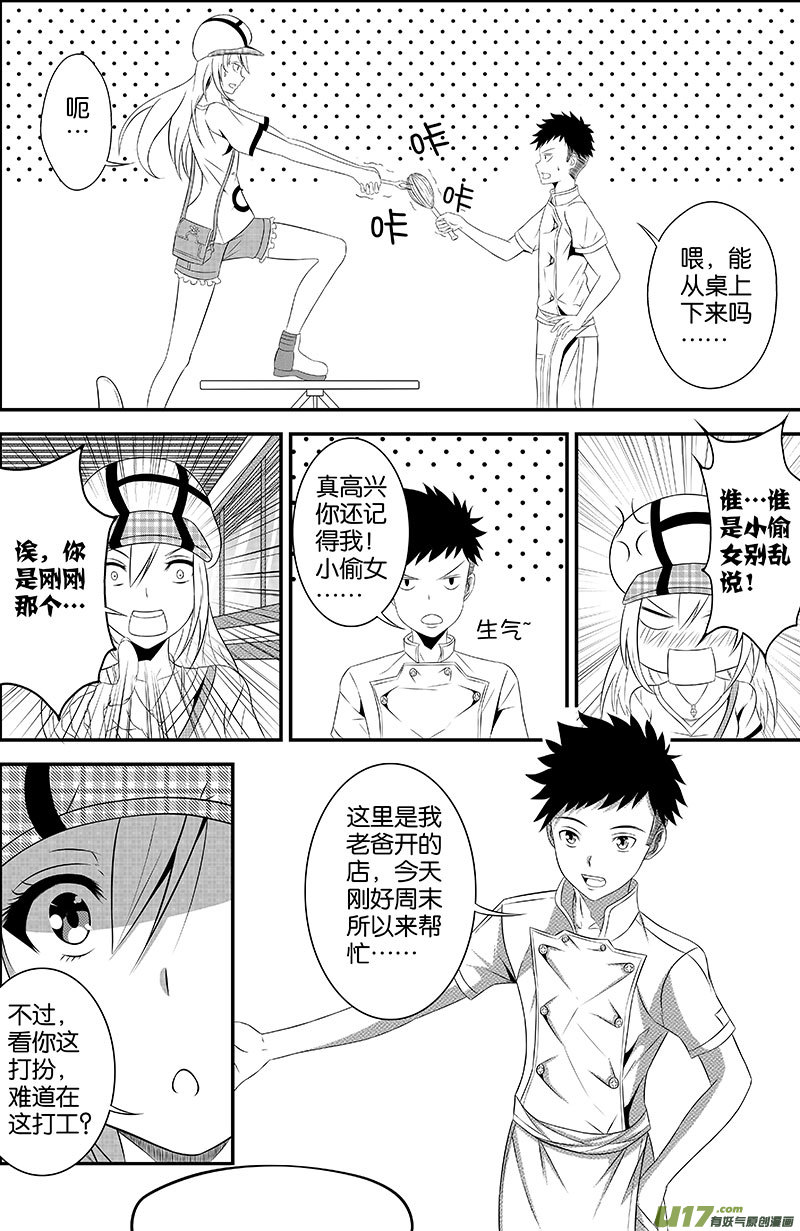 呃
……
咔
咔
咔
喂，能
从桌上
下来吗
……
诶，你
是刚刚
那个…
真高兴
你还记
得我！
小偷女
……
生气~
谁…谁
是小偷
女别乱
说！
不过，
看你这
打扮，
难道在
这打工？
这里是我
老爸开的
店，今天
刚好周末
所以来帮
忙……
U17.com
有妖气原创漫画